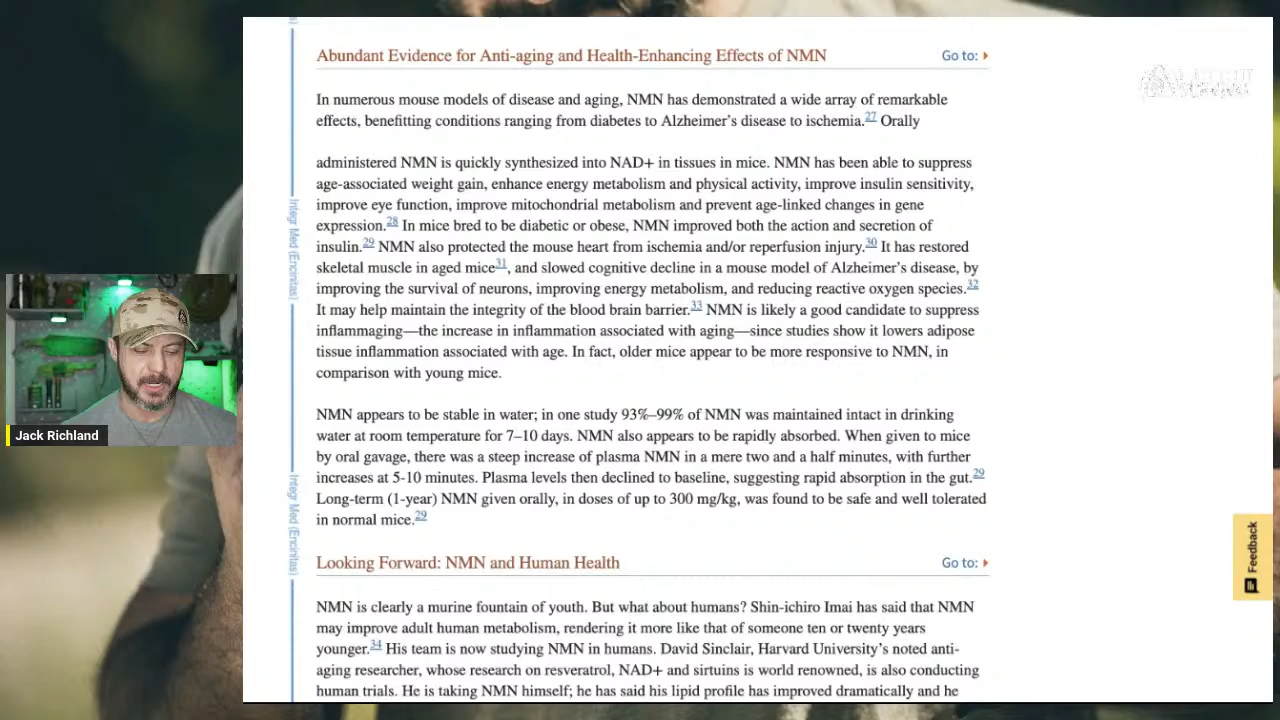 Abundant Evidence for Anti-aging and Health-Enhancing Effects of NMN
Go to:
In numerous mouse models of disease and aging, NMN has demonstrated a wide array of remarkable
effects, benefitting conditions ranging from diabetes to Alzheimer's disease to ischemia.27 Orally
administered NMN is quickly synthesized into NAD+ in tissues in mice. NMN has been able to suppress
age-associated weight gain, enhance energy metabolism and physical activity, improve insulin sensitivity,
improve eye function, improve mitochondrial metabolism and prevent age-linked changes in gene
expression.28 In mice bred to be diabetic or obese, NMN improved both the action and secretion of
insulin.29 NMN also protected the mouse heart from ischemia and/or reperfusion injury.30 It has restored
skeletal muscle in aged mice31, and slowed cognitive decline in a mouse model of Alzheimer's disease, by
improving the survival of neurons, improving energy metabolism, and reducing reactive oxygen species.32
It may help maintain the integrity of the blood brain barrier.33 NMN is likely a good candidate to suppress
inflammaging—the increase in inflammation associated with aging—since studies show it lowers adipose
tissue inflammation associated with age. In fact, older mice appear to be more responsive to NMN, in
comparison with young mice.
NMN appears to be stable in water; in one study 93%–99% of NMN was maintained intact in drinking
water at room temperature for 7–10 days. NMN also appears to be rapidly absorbed. When given to mice
by oral gavage, there was a steep increase of plasma NMN in a mere two and a half minutes, with further
increases at 5-10 minutes. Plasma levels then declined to baseline, suggesting rapid absorption in the gut.29
Long-term (1-year) NMN given orally, in doses of up to 300 mg/kg, was found to be safe and well tolerated
in normal mice.29
Looking Forward: NMN and Human Health
Go to:
NMN is clearly a murine fountain of youth. But what about humans? Shin-ichiro Imai has said that NMN
may improve adult human metabolism, rendering it more like that of someone ten or twenty years
younger.34 His team is now studying NMN in humans. David Sinclair, Harvard University's noted anti-
aging researcher, whose research on resveratrol, NAD+ and sirtuins is world renowned, is also conducting
human trials. He is taking NMN himself; he has said his lipid profile has improved dramatically and he
Jack Richland
Feedback